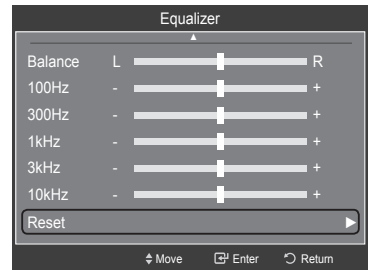 Equalizer
▲
Balance L R
100Hz - +
300Hz - +
1kHz - +
3kHz - +
10kHz - +
Reset ▶
Move Enter Return